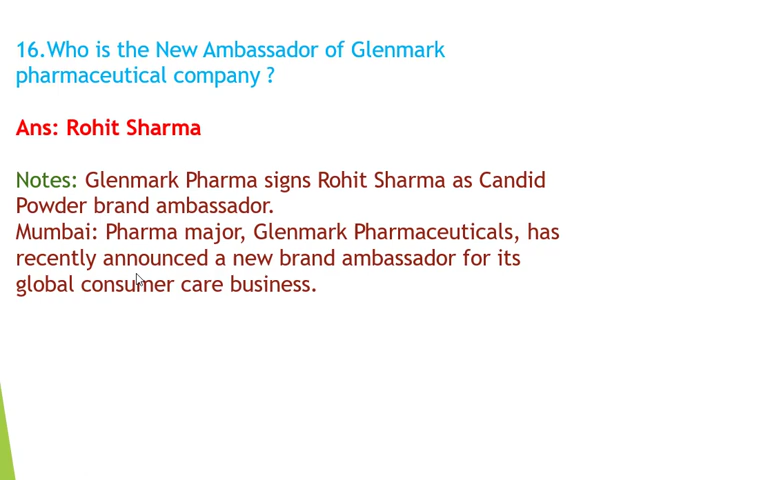 16.Who is the New Ambassador of Glenmark
pharmaceutical company ?
Ans: Rohit Sharma
Notes: Glenmark Pharma signs Rohit Sharma as Candid
Powder brand ambassador.
Mumbai: Pharma major, Glenmark Pharmaceuticals, has
recently announced a new brand ambassador for its
global consumer care business.